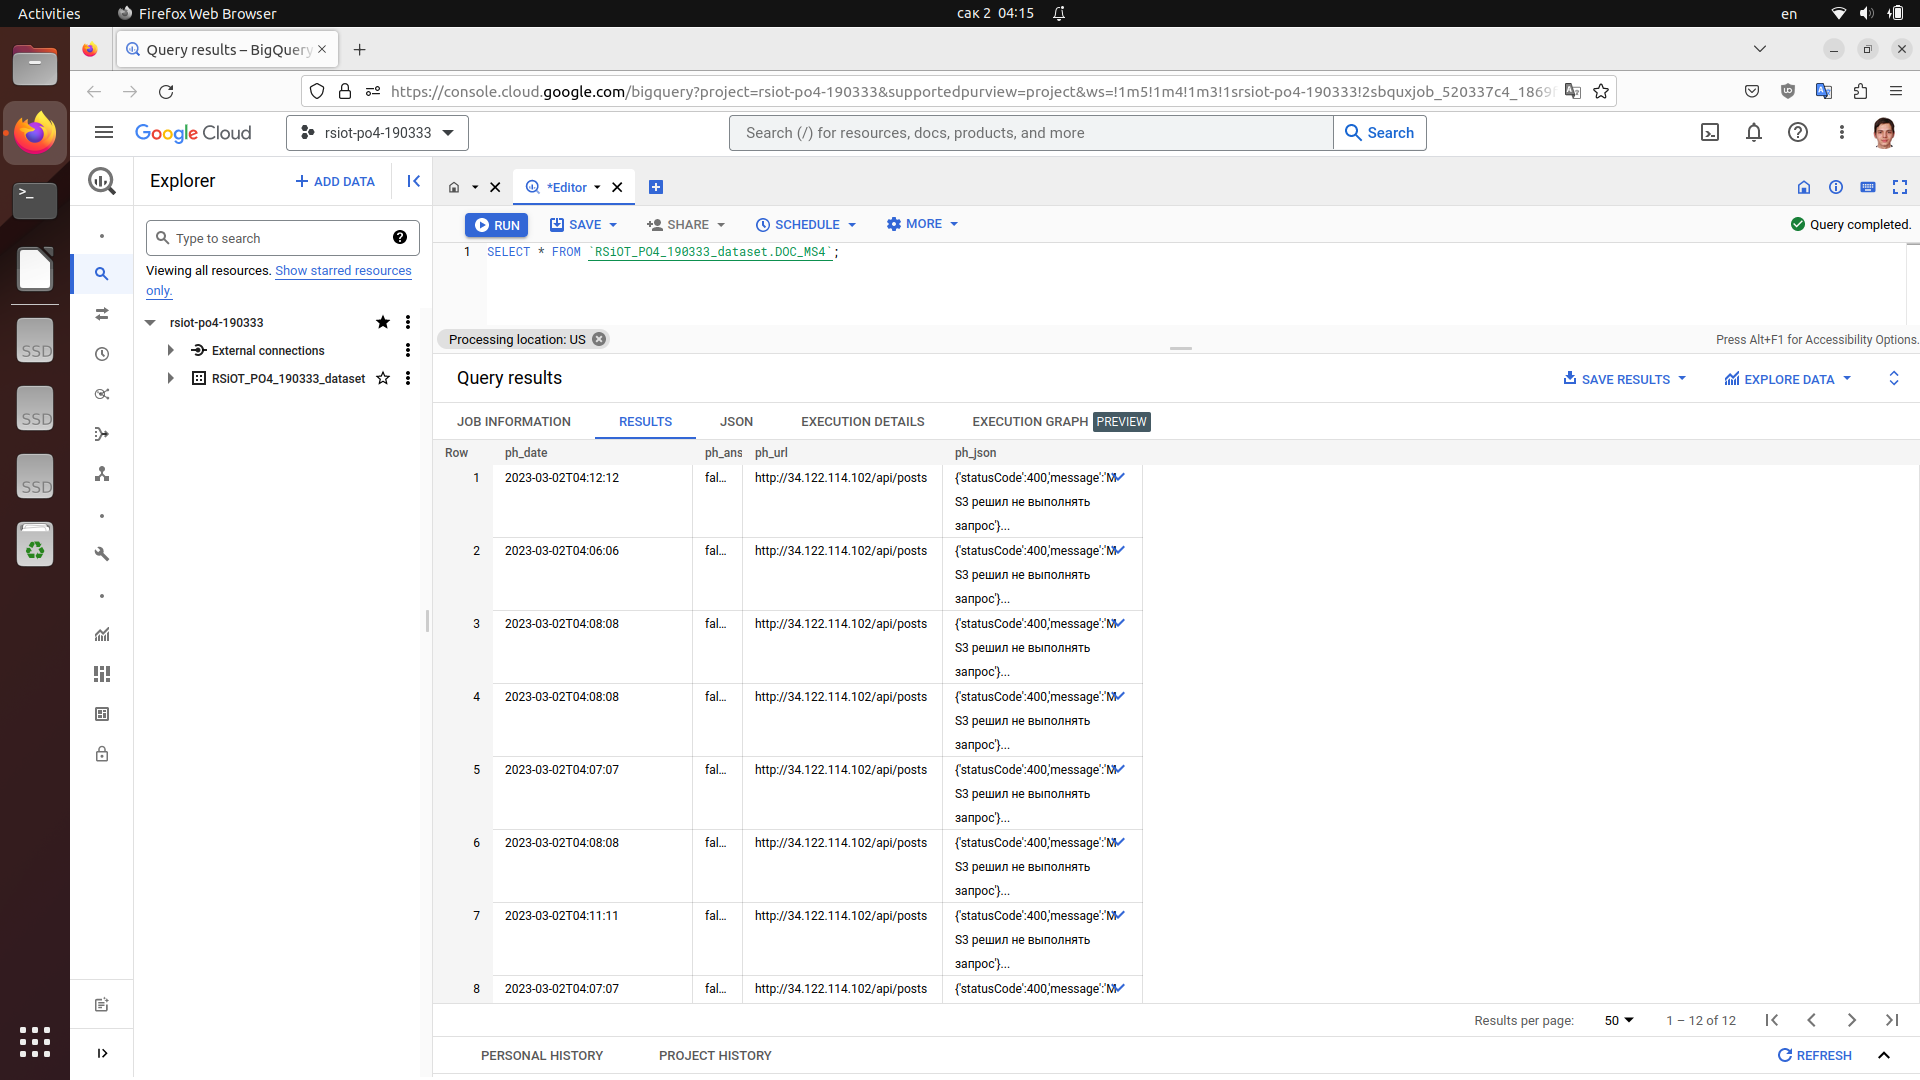 Activities
Firefox Web Browser
сак 2 04:15
en
Query results – BigQuery
https://console.cloud.google.com/bigquery?project=rsiot-po4-190333&supportedpurview=project&ws=!1m5!1m4!1m3!1srsiot-po4-190333!2sbquxjob_520337c4_1869
Google Cloud
rsiot-po4-190333
Search (/) for resources, docs, products, and more
Search
Explorer
ADD DATA
*Editor
RUN
SAVE
SHARE
SCHEDULE
MORE
Query completed.
Type to search
Viewing all resources. Show starred resources
only.
rsiot-po4-190333
External connections
RSiOT_PO4_190333_dataset
1 SELECT * FROM `RSiOT_PO4_190333_dataset.DOC_MS4`;
Processing location: US
Press Alt+F1 for Accessibility Options.
Query results
SAVE RESULTS
EXPLORE DATA
JOB INFORMATION
RESULTS
JSON
EXECUTION DETAILS
EXECUTION GRAPH PREVIEW
Row ph_date ph_ans ph_url ph_json
1 2023-03-02T04:12:12 fal... http://34.122.114.102/api/posts {'statusCode':400,'message':'M
S3 решил не выполнять
запрос'}...
2 2023-03-02T04:06:06 fal... http://34.122.114.102/api/posts {'statusCode':400,'message':'M
S3 решил не выполнять
запрос'}...
3 2023-03-02T04:08:08 fal... http://34.122.114.102/api/posts {'statusCode':400,'message':'M
S3 решил не выполнять
запрос'}...
4 2023-03-02T04:08:08 fal... http://34.122.114.102/api/posts {'statusCode':400,'message':'M
S3 решил не выполнять
запрос'}...
5 2023-03-02T04:07:07 fal... http://34.122.114.102/api/posts {'statusCode':400,'message':'M
S3 решил не выполнять
запрос'}...
6 2023-03-02T04:08:08 fal... http://34.122.114.102/api/posts {'statusCode':400,'message':'M
S3 решил не выполнять
запрос'}...
7 2023-03-02T04:11:11 fal... http://34.122.114.102/api/posts {'statusCode':400,'message':'M
S3 решил не выполнять
запрос'}...
8 2023-03-02T04:07:07 fal... http://34.122.114.102/api/posts {'statusCode':400,'message':'M
Results per page: 50 1 – 12 of 12
PERSONAL HISTORY
PROJECT HISTORY
REFRESH
SSD
SSD
SSD